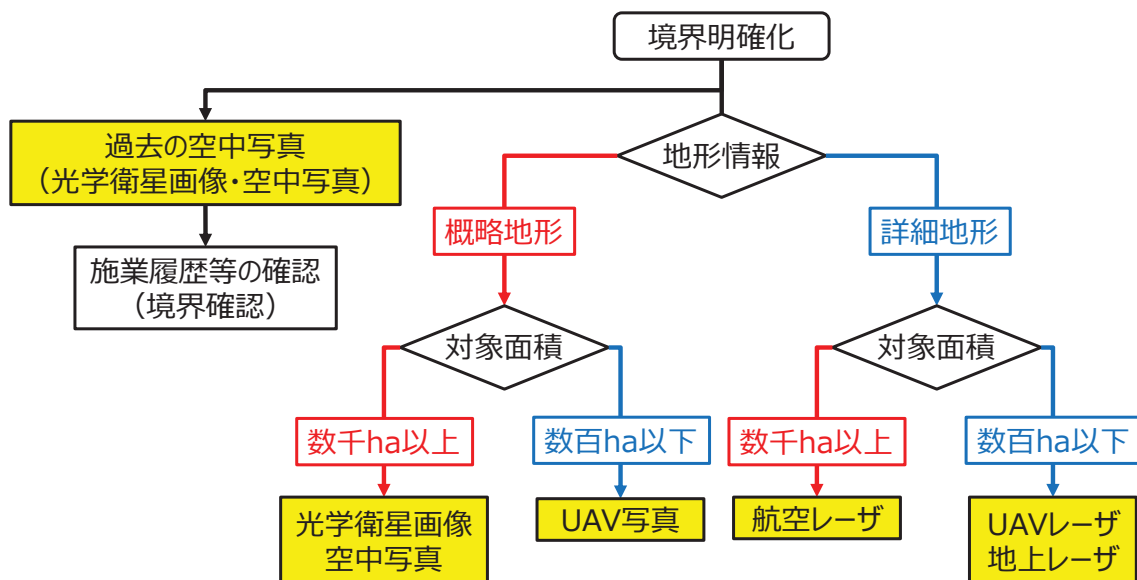 境界明確化
過去の空中写真
（光学衛星画像・空中写真）
地形情報
概略地形
詳細地形
施業履歴等の確認
（境界確認）
対象面積
対象面積
数千ha以上
数百ha以下
数千ha以上
数百ha以下
光学衛星画像
空中写真
UAV写真
航空レーザ
UAVレーザ
地上レーザ